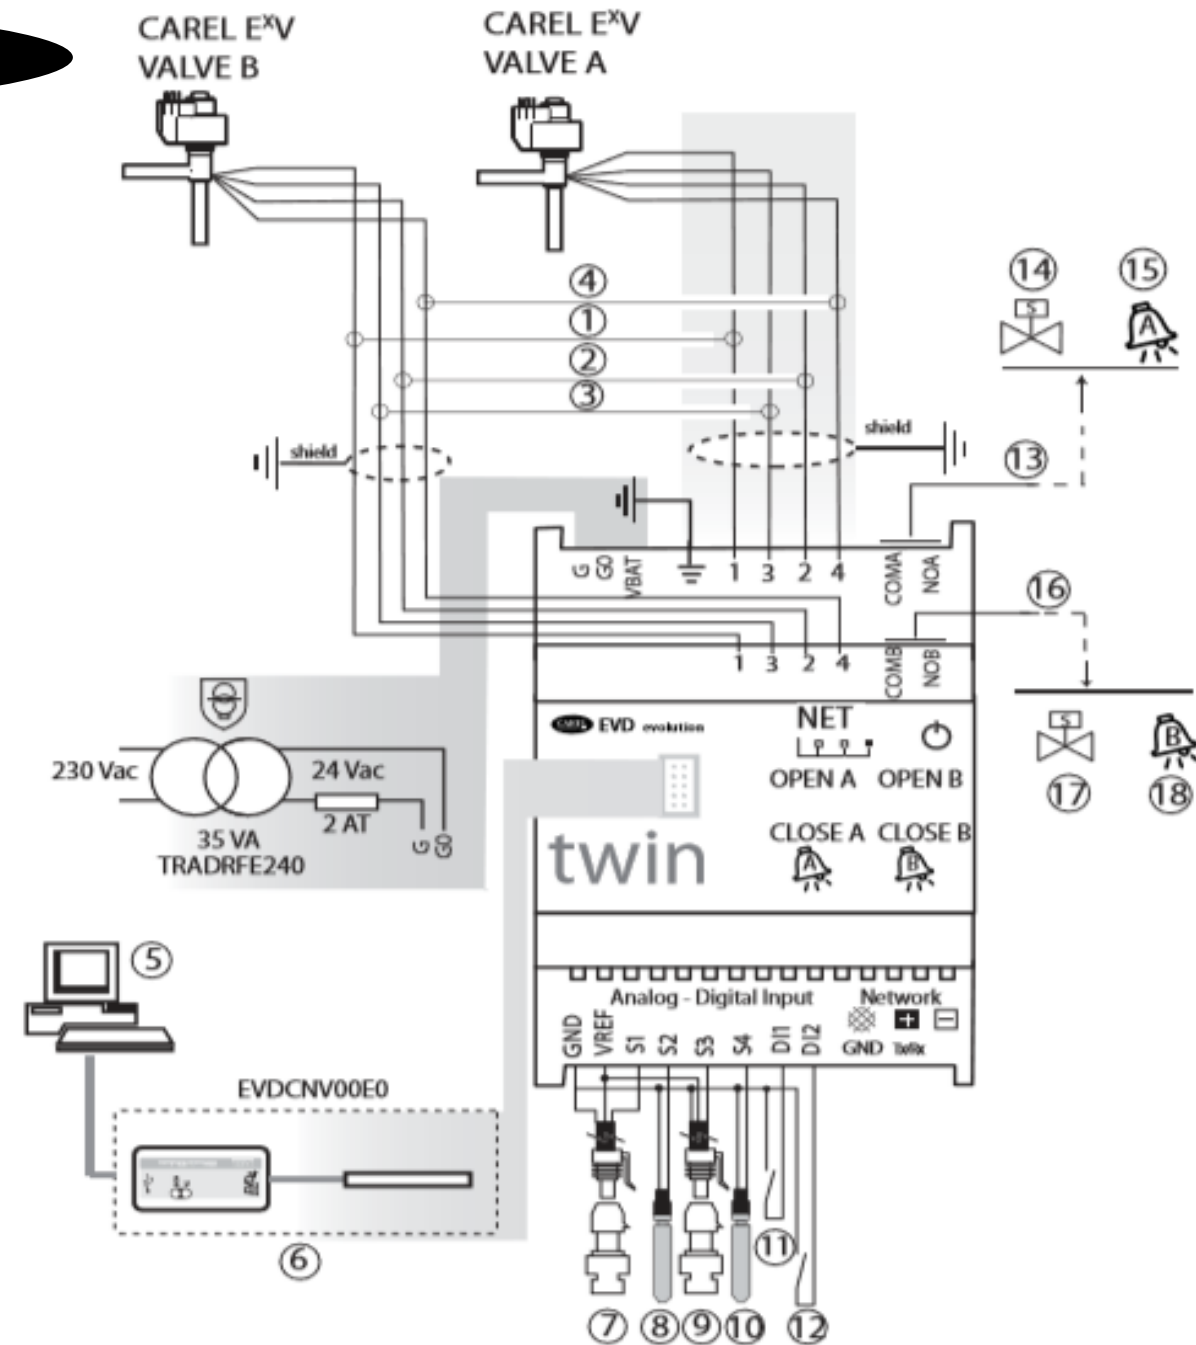 CAREL EXV
VALVE B
CAREL EXV
VALVE A
4
1
2
3
14
15
S
A
shield
shield
13
G
G0
VBAT
1
3
2
4
COMA
NOA
16
1
3
2
4
COMB
NOB
CAREL EVD evolution
NET
OPEN A
OPEN B
S
B
17
18
230 Vac
24 Vac
2 AT
35 VA
TRADRFE240
G
G0
twin
CLOSE A
CLOSE B
A
B
5
Analog - Digital Input
Network
GND
VREF
S1
S2
S3
S4
DI1
DI2
GND
Tx/Rx
EVDCNV00E0
6
11
7
8
9
10
12